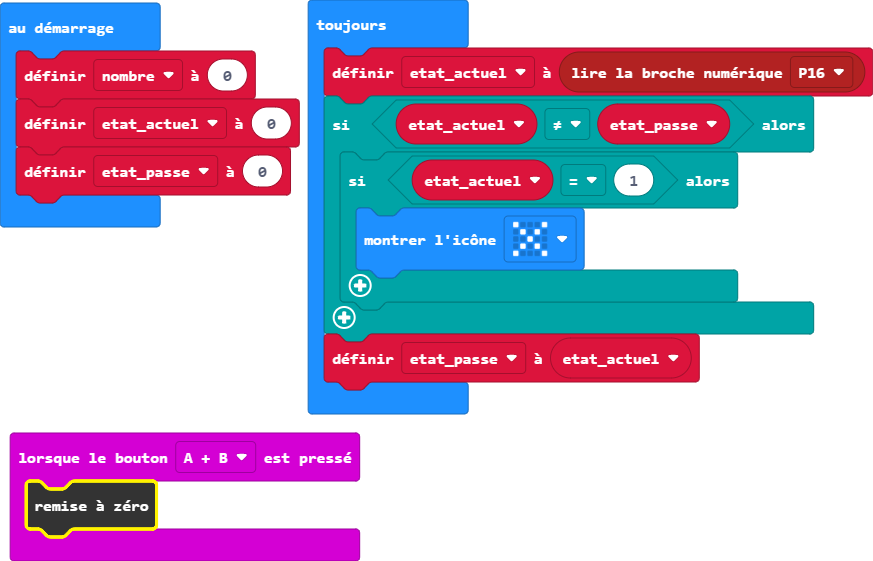 au démarrage
définir nombre à 0
définir etat_actuel à 0
définir etat_passe à 0
toujours
définir etat_actuel à lire la broche numérique P16
si etat_actuel ≠ etat_passe alors
si etat_actuel = 1 alors
montrer l'icône
définir etat_passe à etat_actuel
lorsque le bouton A + B est pressé
remise à zéro